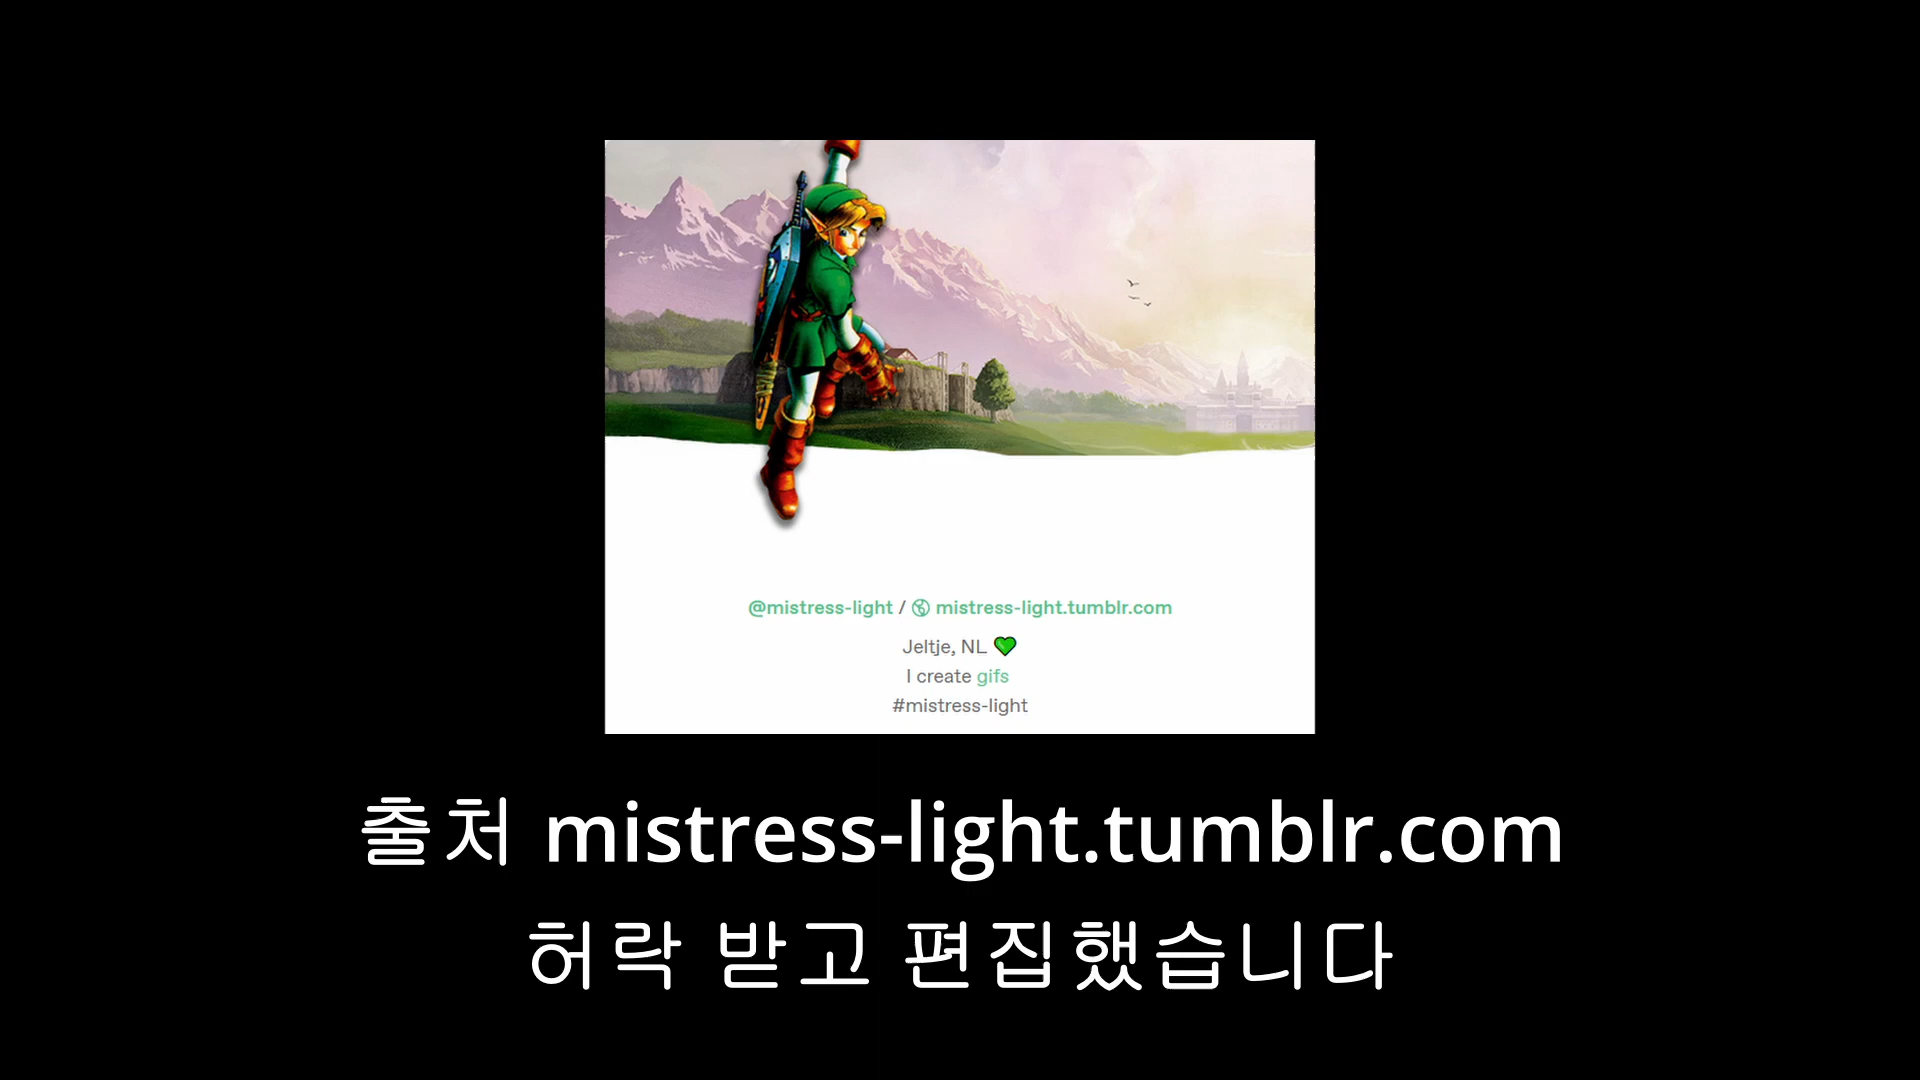 @mistress-light / mistress-light.tumblr.com
Jeltje, NL 💚
I create gifs
#mistress-light
출처 mistress-light.tumblr.com
허락 받고 편집했습니다